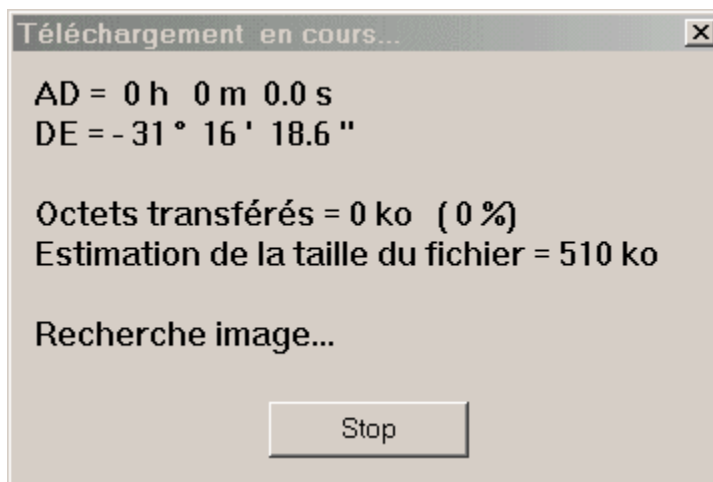 Téléchargement en cours...
AD = 0 h 0 m 0.0 s
DE = - 31 ° 16 ' 18.6 "
Octets transférés = 0 ko ( 0 %)
Estimation de la taille du fichier = 510 ko
Recherche image...
Stop